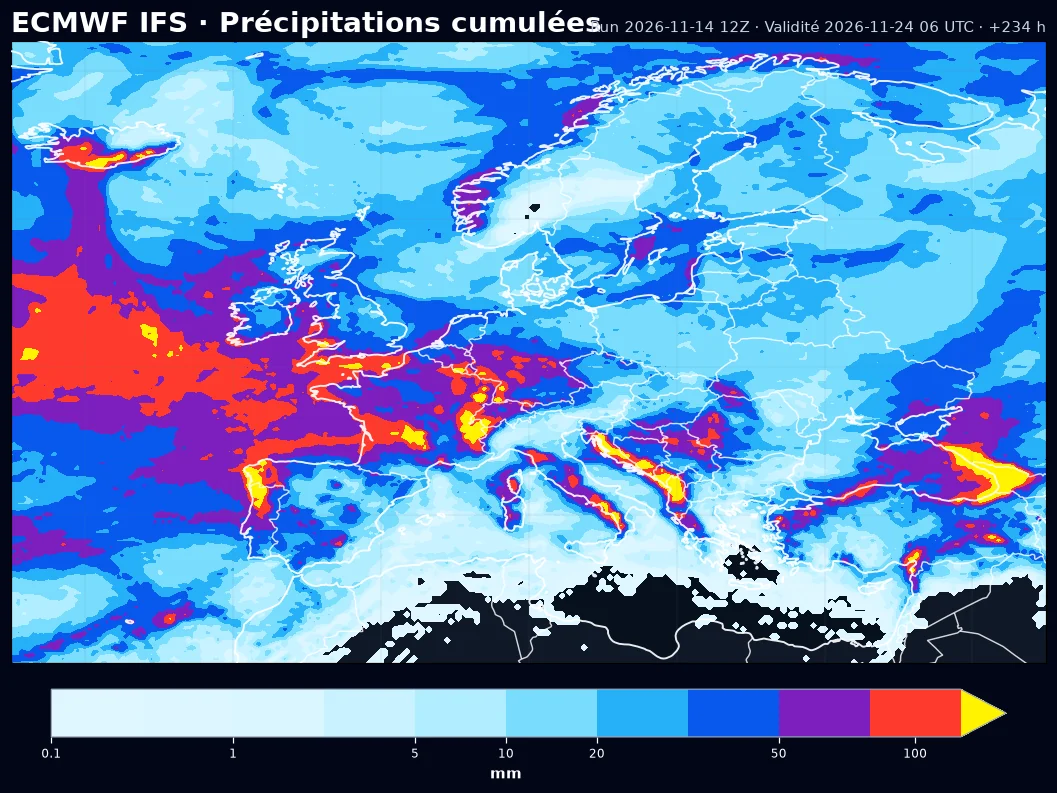 ECMWF IFS · Précipitations cumulées
Run 2026-11-14 12Z · Validité 2026-11-24 06 UTC · +234 h
0.1 1 5 10 20 50 100
mm